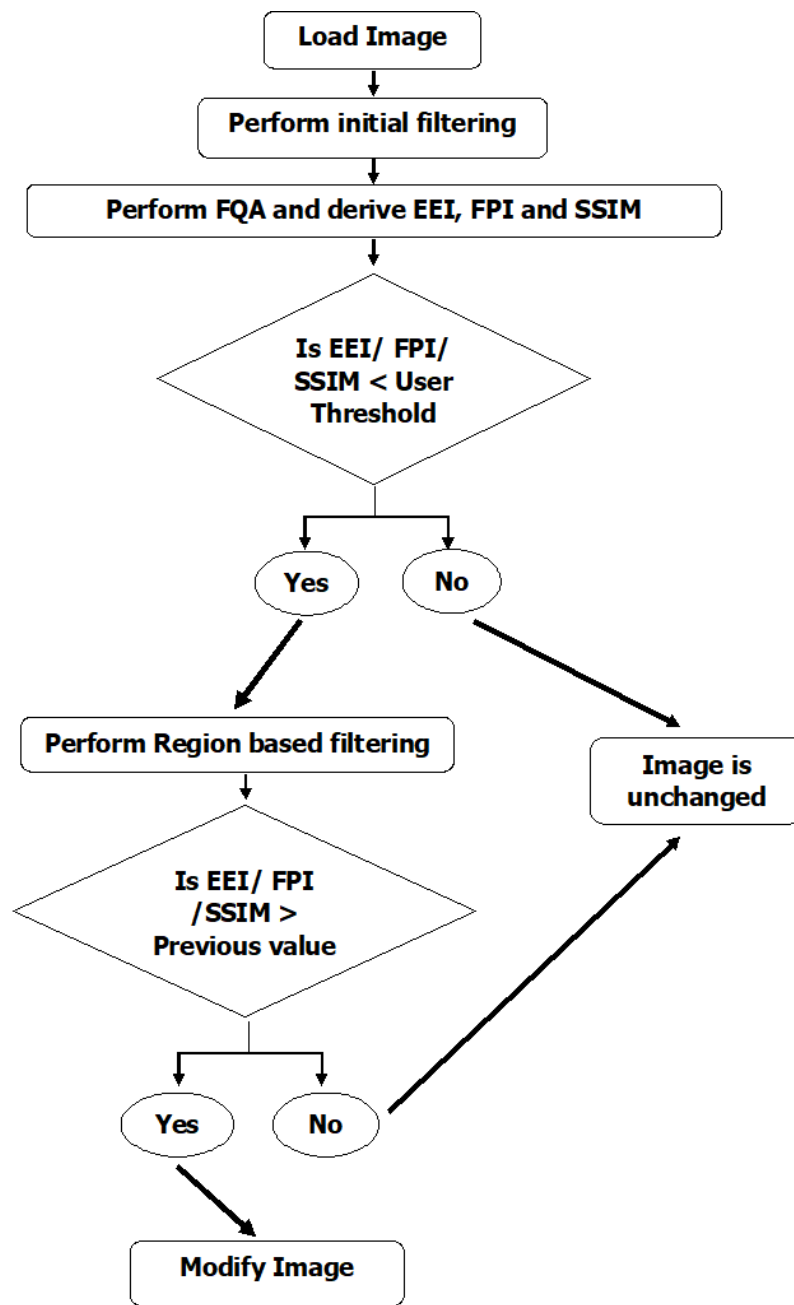 Load Image
Perform initial filtering
Perform FQA and derive EEI, FPI and SSIM
Is EEI/ FPI/
SSIM < User
Threshold
Yes
No
Perform Region based filtering
Image is
unchanged
Is EEI/ FPI
/SSIM >
Previous value
Yes
No
Modify Image